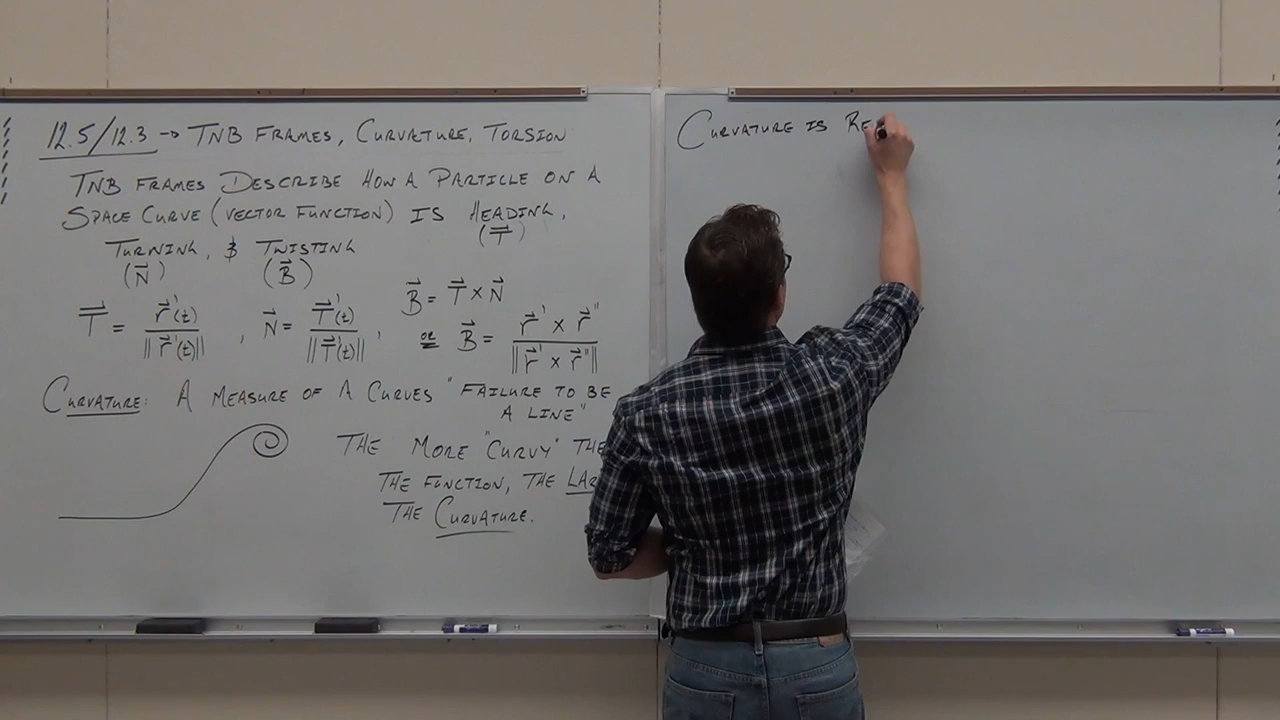 12.5/12.3 → TNB FRAMES, CURVATURE, TORSION
TNB FRAMES DESCRIBE HOW A PARTICLE ON A
SPACE CURVE (VECTOR FUNCTION) IS HEADING,
(T⃗)
TURNING, & TWISTING
(N⃗) (B⃗)
T⃗ = r⃗'(t) / ||r⃗'(t)|| , N⃗ = T⃗'(t) / ||T⃗'(t)|| , B⃗ = T⃗ × N⃗
or B⃗ = r⃗' × r⃗'' / ||r⃗' × r⃗''||
CURVATURE: A MEASURE OF A CURVES "FAILURE TO BE
A LINE"
THE MORE "CURVY" THE
THE FUNCTION, THE LAR
THE CURVATURE.
CURVATURE IS RE